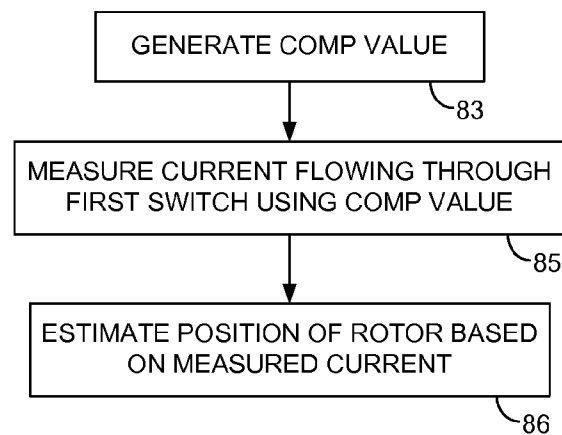 GENERATE COMP VALUE
83
MEASURE CURRENT FLOWING THROUGH
FIRST SWITCH USING COMP VALUE
85
ESTIMATE POSITION OF ROTOR BASED
ON MEASURED CURRENT
86